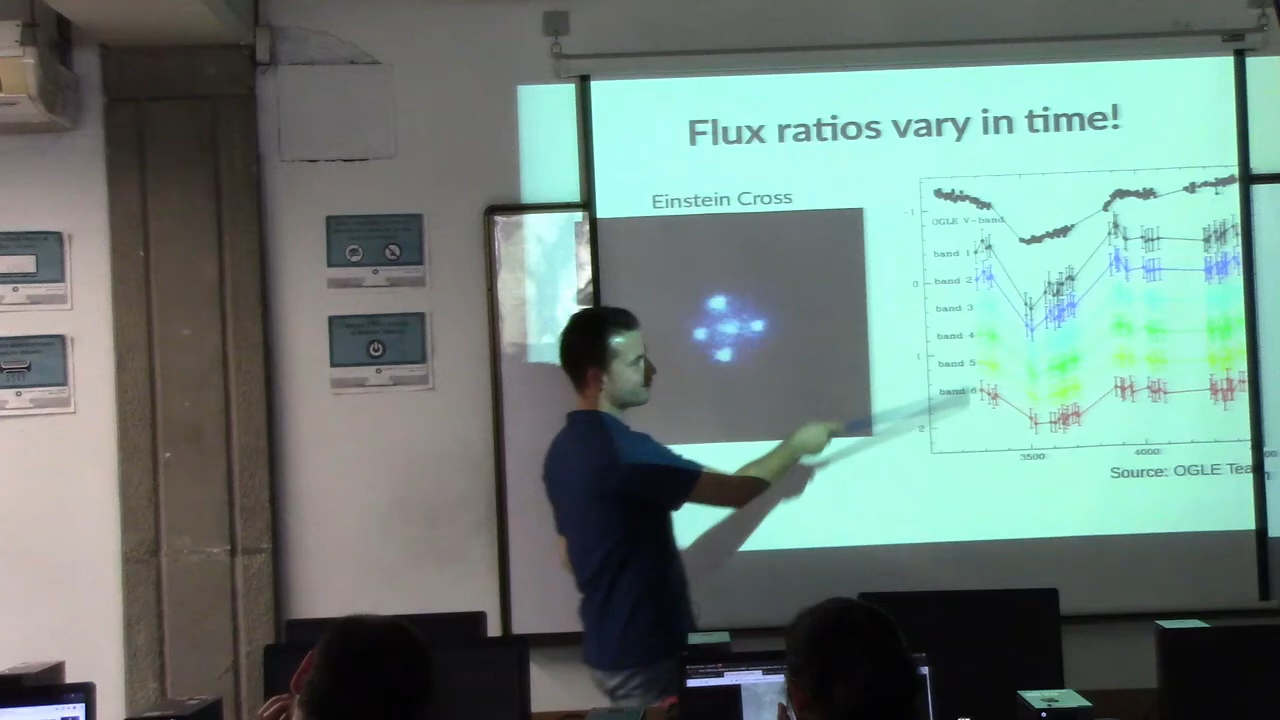 Flux ratios vary in time!
Einstein Cross
-1
OGLE V-band
band 1
0
band 2
band 3
band 4
1
band 5
band 6
2
3500
4000
Source: OGLE Tea